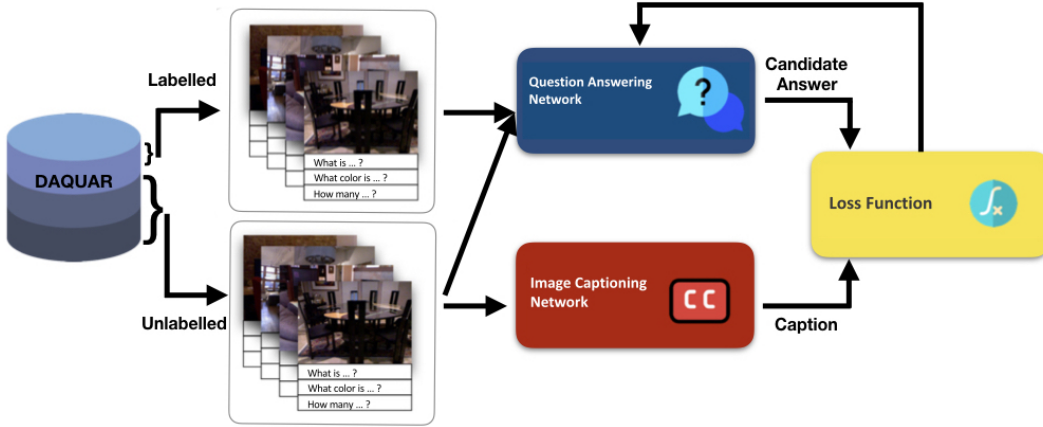 Labelled
DAQUAR
Unlabelled
What is ... ?
What color is ... ?
How many ... ?
What is ... ?
What color is ... ?
How many ... ?
Question Answering
Network
?
Candidate
Answer
Image Captioning
Network
CC
Caption
Loss Function
∫x